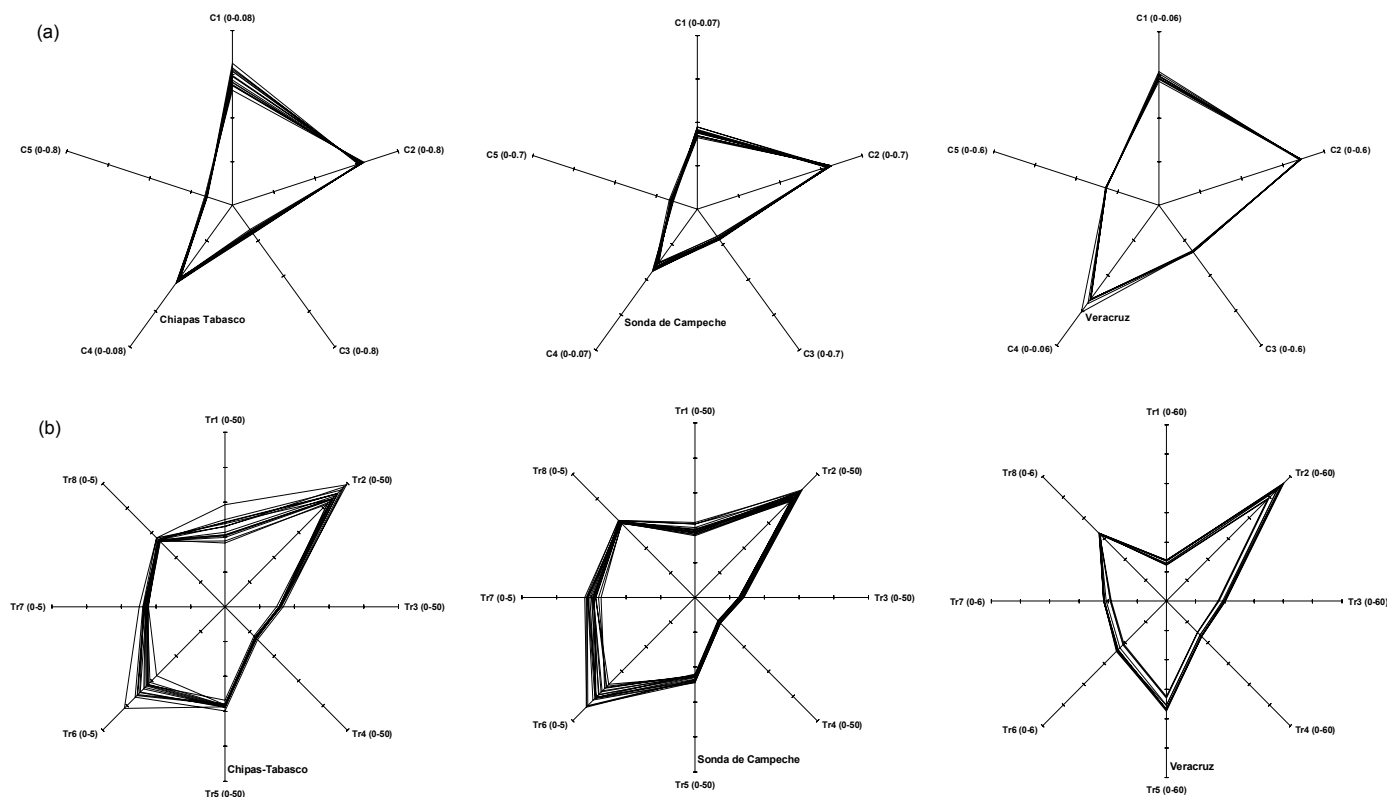 (a)
C1 (0-0.08)
C2 (0-0.8)
C3 (0-0.8)
C4 (0-0.08)
C5 (0-0.8)
Chiapas Tabasco
C1 (0-0.07)
C2 (0-0.7)
C3 (0-0.7)
C4 (0-0.07)
C5 (0-0.7)
Sonda de Campeche
C1 (0-0.06)
C2 (0-0.6)
C3 (0-0.6)
C4 (0-0.06)
C5 (0-0.6)
Veracruz
(b)
Tr1 (0-50)
Tr2 (0-50)
Tr3 (0-50)
Tr4 (0-50)
Tr5 (0-50)
Tr6 (0-5)
Tr7 (0-5)
Tr8 (0-5)
Chipas-Tabasco
Tr1 (0-50)
Tr2 (0-50)
Tr3 (0-50)
Tr4 (0-50)
Tr5 (0-50)
Tr6 (0-5)
Tr7 (0-5)
Tr8 (0-5)
Sonda de Campeche
Tr1 (0-60)
Tr2 (0-60)
Tr3 (0-60)
Tr4 (0-60)
Tr5 (0-60)
Tr6 (0-6)
Tr7 (0-6)
Tr8 (0-6)
Veracruz